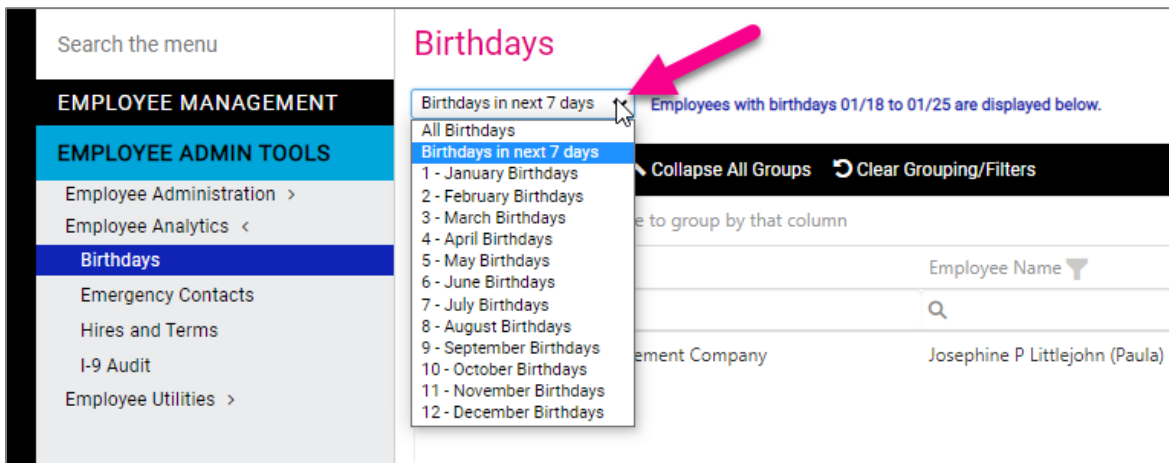 Search the menu
EMPLOYEE MANAGEMENT
EMPLOYEE ADMIN TOOLS
Employee Administration >
Employee Analytics <
Birthdays
Emergency Contacts
Hires and Terms
I-9 Audit
Employee Utilities >
Birthdays
Birthdays in next 7 days
Employees with birthdays 01/18 to 01/25 are displayed below.
All Birthdays
Birthdays in next 7 days
1 - January Birthdays
2 - February Birthdays
3 - March Birthdays
4 - April Birthdays
5 - May Birthdays
6 - June Birthdays
7 - July Birthdays
8 - August Birthdays
9 - September Birthdays
10 - October Birthdays
11 - November Birthdays
12 - December Birthdays
Collapse All Groups Clear Grouping/Filters
e to group by that column
Employee Name
ement Company Josephine P Littlejohn (Paula)